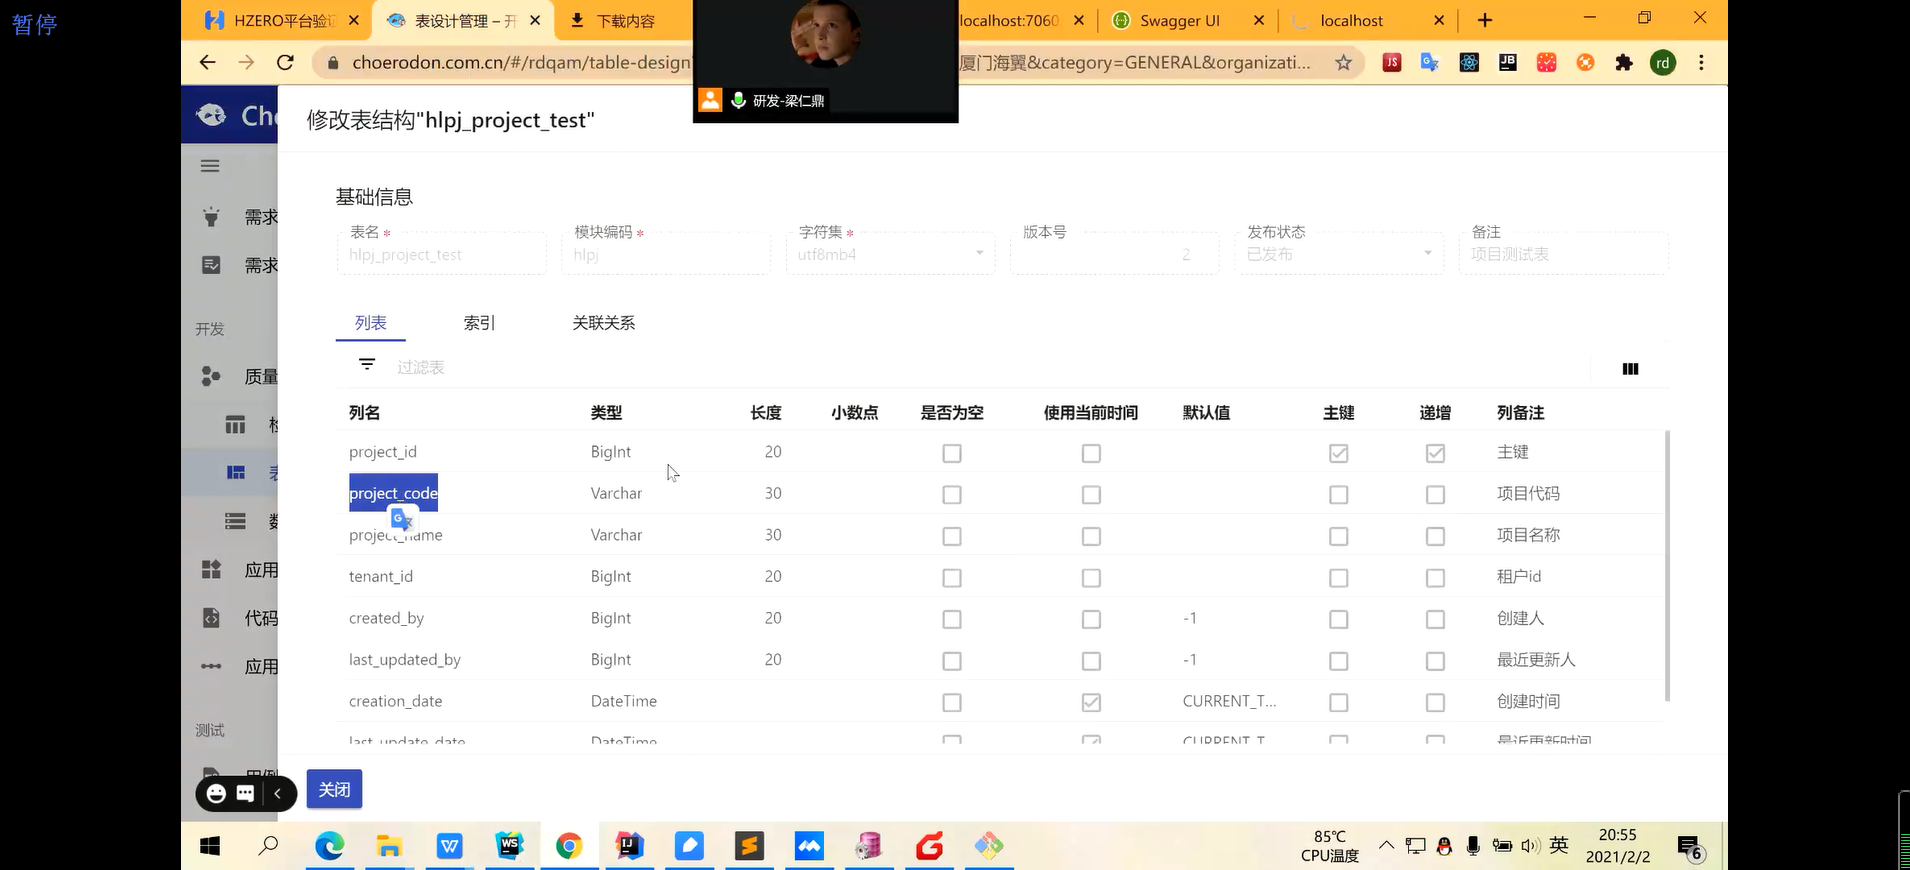 暂停
HZERO平台验证
表设计管理 – 开
下载内容
localhost:7060
Swagger UI
localhost
choerodon.com.cn/#/rdqam/table-design
厦门海翼&category=GENERAL&organizati...
JS
JB
rd
研发-梁仁鼎
Cho
修改表结构"hlpj_project_test"
基础信息
表名 *
模块编码 *
字符集 *
版本号
发布状态
备注
hlpj_project_test
hlpj
utf8mb4
2
已发布
项目测试表
列表
索引
关联关系
过滤表
需求
需求
开发
质量
应用
代码
应用
测试
用例
列名 类型 长度 小数点 是否为空 使用当前时间 默认值 主键 递增 列备注
project_id BigInt 20 主键
project_code Varchar 30 项目代码
project_name Varchar 30 项目名称
tenant_id BigInt 20 租户id
created_by BigInt 20 -1 创建人
last_updated_by BigInt 20 -1 最近更新人
creation_date DateTime CURRENT_T... 创建时间
last_update_date DateTime CURRENT_T 最近更新时间
关闭
WS
IJ
85℃
CPU温度
英
20:55
2021/2/2
6